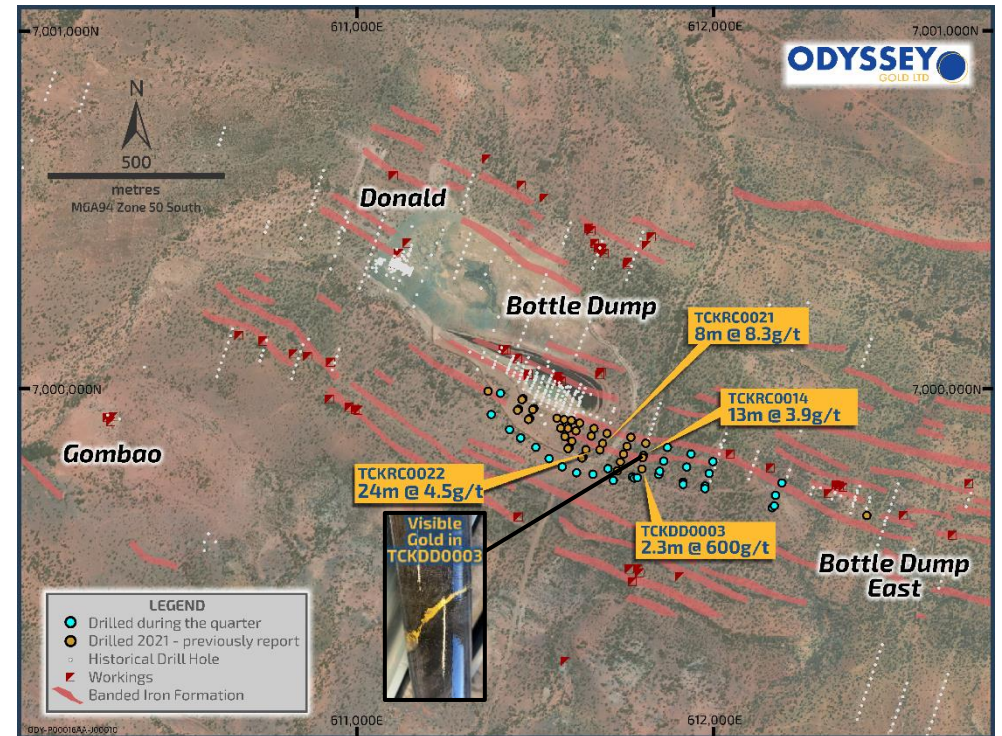 611,000E
612,000E
7,001,000N
7,001,000N
ODYSSEY
GOLD LTD
N
500
metres
MGA94 Zone 50 South
Donald
Bottle Dump
TCKRC0021
8m @ 8.3g/t
7,000,000N
7,000,000N
TCKRC0014
13m @ 3.9g/t
Gombao
TCKRC0022
24m @ 4.5g/t
Visible
Gold in
TCKDD0003
TCKDD0003
2.3m @ 600g/t
Bottle Dump
East
LEGEND
Drilled during the quarter
Drilled 2021 - previously report
Historical Drill Hole
Workings
Banded Iron Formation
611,000E
612,000E